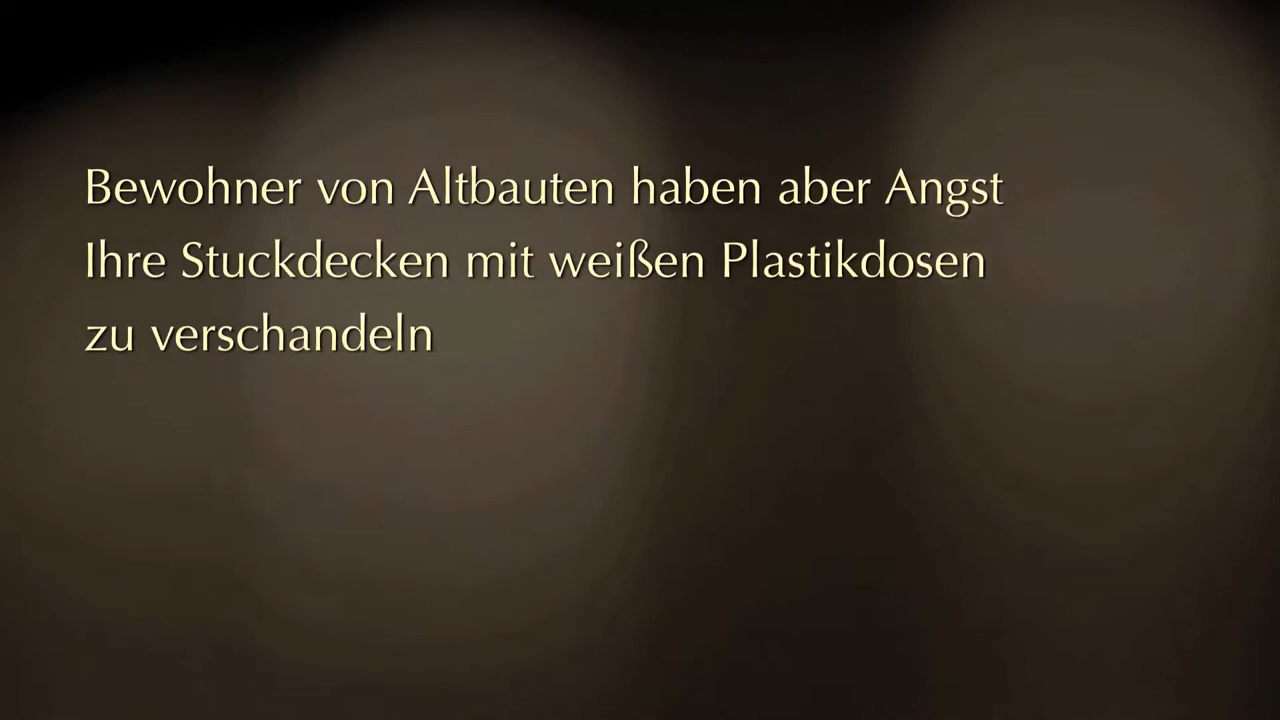 Bewohner von Altbauten haben aber Angst
Ihre Stuckdecken mit weißen Plastikdosen
zu verschandeln